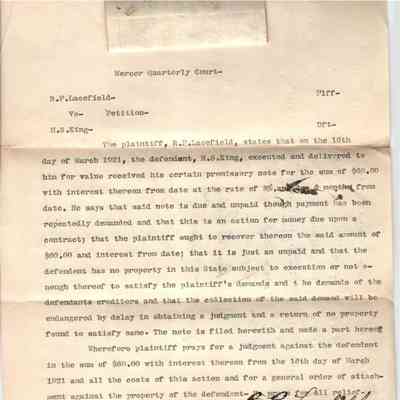 Mercer Quarterly Court-
R.P.Lacefield- Plff-
Vs- Petition-
H.S.King- Dft-
The plaintiff, R.P.Lacefield, states that on the 18th
day of March 1921, the defendant, H.S.King, executed and delivered to
him for value received his certain promissory note for the sum of $60.00
with interest thereon from date at the rate of months from
date. He says that said note is due and unpaid though payment has been
repeatedly demanded and that this is an action for money due upon a
contract; that the plaintiff ought to recover thereon the said amount of
$60.00 and interest from date; that it is just an unpaid and that the
defendant has no property in this State subject to execution or not e-
nough thereof to satisfy the plaintiff's demands and t he demands of the
defendants creditors and that the collection of the said demand will be
endangered by delay in obtaining a judgment and a return of no property
found to satisfy same. The note is filed herewith and made a part hereof
Wherefore plaintiff prays for a judgment against the defendant
in the sum of $60.00 with interest thereon from the 18th day of March
1921 and all the costs of this action and for a general order of attach-
ment against the property of the defendant- for all relief-